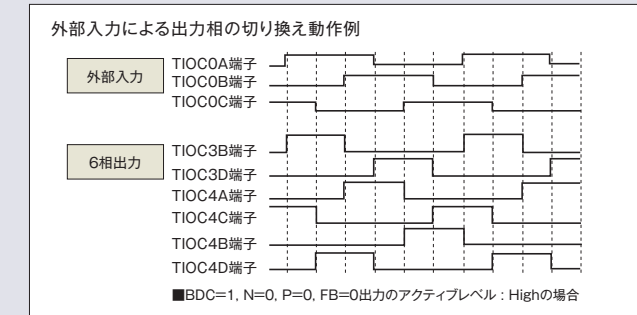 外部入力による出力相の切り換え動作例
外部入力
TIOC0A端子
TIOC0B端子
TIOC0C端子
6相出力
TIOC3B端子
TIOC3D端子
TIOC4A端子
TIOC4C端子
TIOC4B端子
TIOC4D端子
■BDC=1, N=0, P=0, FB=0出力のアクティブレベル : Highの場合